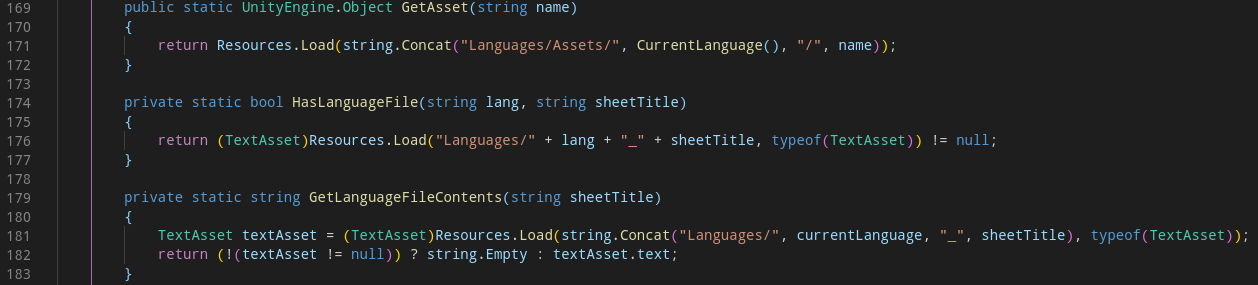 169 public static UnityEngine.Object GetAsset(string name)
170 {
171 return Resources.Load(string.Concat("Languages/Assets/", CurrentLanguage(), "/", name));
172 }
173
174 private static bool HasLanguageFile(string lang, string sheetTitle)
175 {
176 return (TextAsset)Resources.Load("Languages/" + lang + "_" + sheetTitle, typeof(TextAsset)) != null;
177 }
178
179 private static string GetLanguageFileContents(string sheetTitle)
180 {
181 TextAsset textAsset = (TextAsset)Resources.Load(string.Concat("Languages/", currentLanguage, "_", sheetTitle), typeof(TextAsset));
182 return (!(textAsset != null)) ? string.Empty : textAsset.text;
183 }